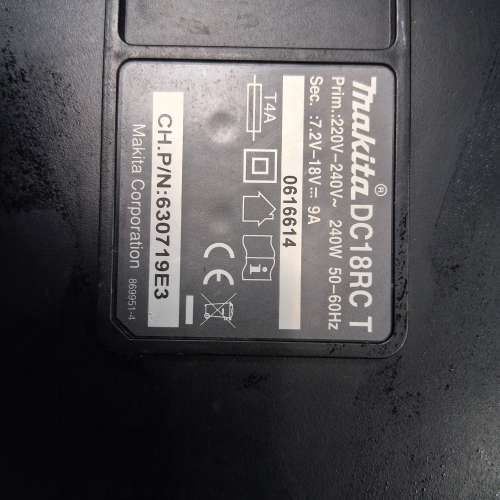 makita® DC18RC T
Prim.:220V–240V~ 240W 50–60Hz
Sec. :7.2V–18V⎓ 9A
0616614
T4A
CE
CH.P/N:630719E3
Makita Corporation 869951-4